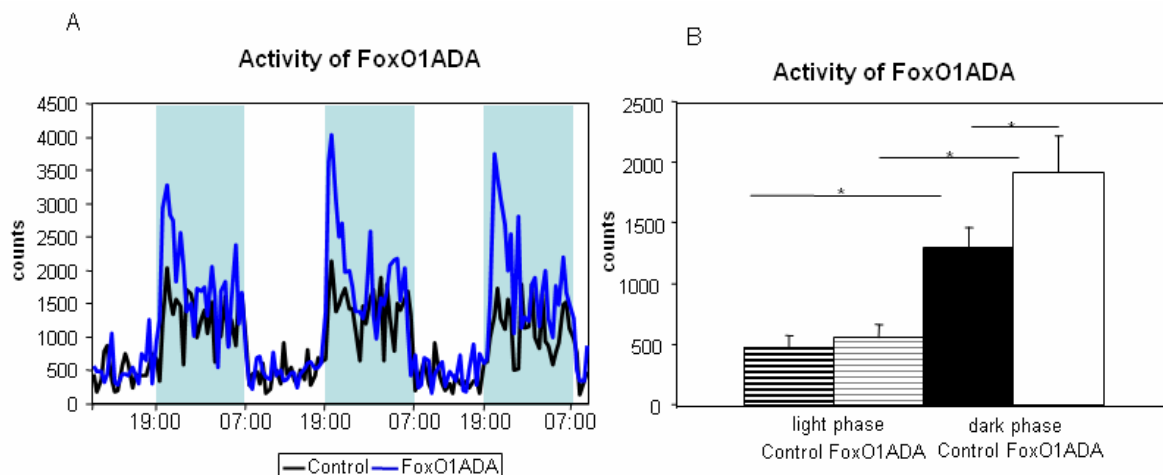 A
Activity of FoxO1ADA
counts
4500
4000
3500
3000
2500
2000
1500
1000
500
0
19:00 07:00 19:00 07:00 19:00 07:00
Control FoxO1ADA
B
Activity of FoxO1ADA
counts
2500
2000
1500
1000
500
0
*
*
*
light phase dark phase
Control FoxO1ADA Control FoxO1ADA